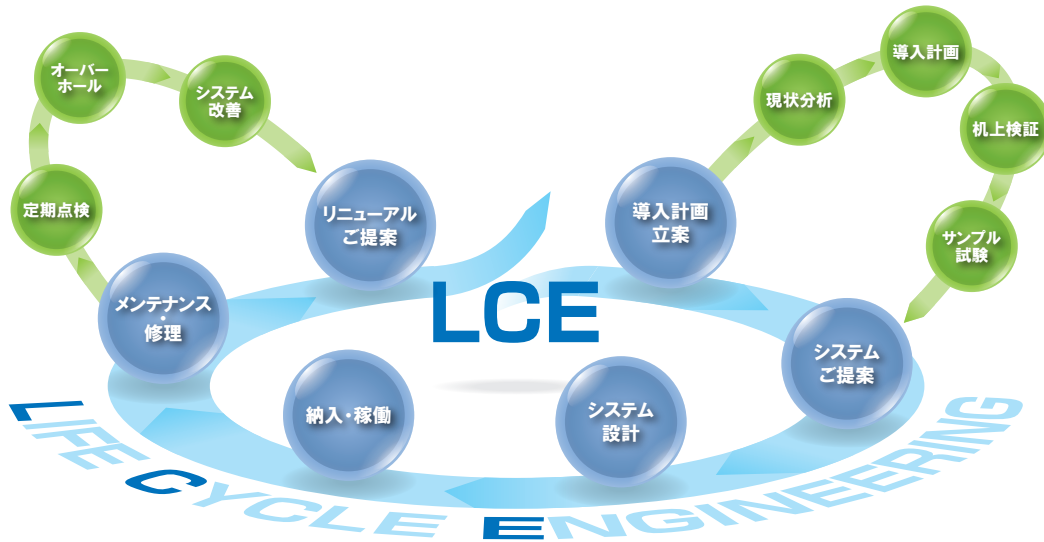 オーバー
ホール
システム
改善
定期点検
リニューアル
ご提案
メンテナンス
・
修理
導入計画
現状分析
机上検証
サンプル
試験
導入計画
立案
システム
ご提案
LCE
納入・稼働
システム
設計
LIFE CYCLE ENGINEERING